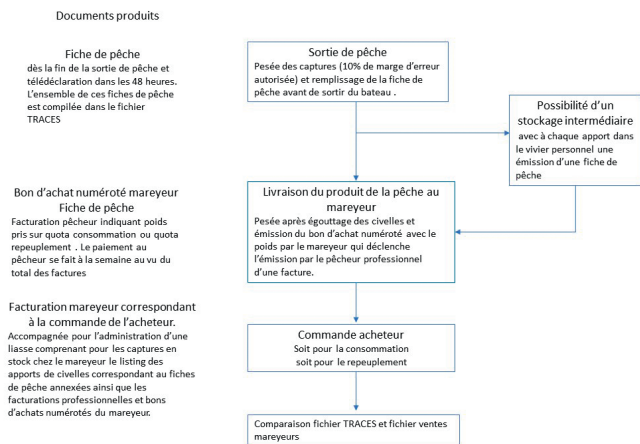 Documents produits
Fiche de pêche
dès la fin de la sortie de pêche et
télédéclaration dans les 48 heures.
L'ensemble de ces fiches de pêche
est compilée dans le fichier
TRACES
Sortie de pêche
Pesée des captures (10% de marge d'erreur
autorisée) et remplissage de la fiche de
pêche avant de sortir du bateau .
Possibilité d'un
stockage intermédiaire
avec à chaque apport dans
le vivier personnel une
émission d'une fiche de
pêche
Bon d'achat numéroté mareyeur
Fiche de pêche
Facturation pêcheur indiquant poids
pris sur quota consommation ou quota
repeuplement . Le paiement au
pêcheur se fait à la semaine au vu du
total des factures
Livraison du produit de la pêche au
mareyeur
Pesée après égouttage des civelles et
émission du bon d'achat numéroté avec le
poids par le mareyeur qui déclenche
l'émission par le pêcheur professionnel
d'une facture.
Facturation mareyeur correspondant
à la commande de l'acheteur.
Accompagnée pour l'administration d'une
liasse comprenant pour les captures en
stock chez le mareyeur le listing des
apports de civelles correspondant au fiches
de pêche annexées ainsi que les
facturations professionnelles et bons
d'achats numérotés du mareyeur.
Commande acheteur
Soit pour la consommation
soit pour le repeuplement
Comparaison fichier TRACES et fichier ventes
mareyeurs